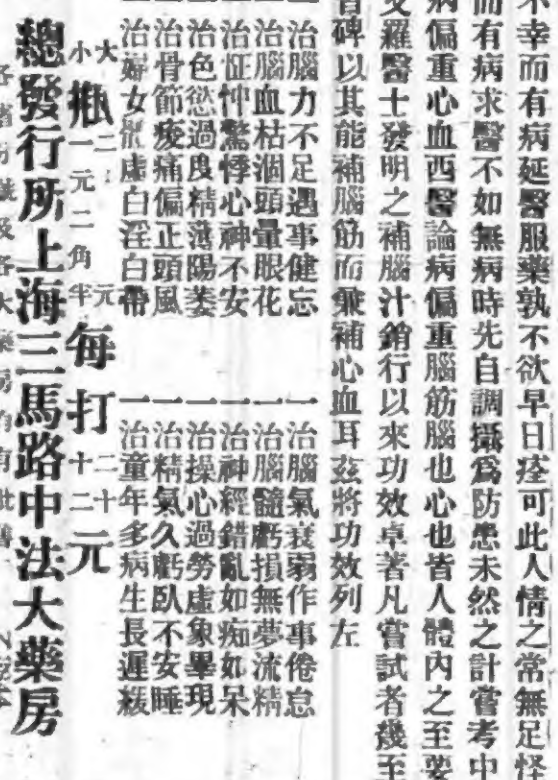 不幸而有病延醫服藥孰不欲早日痊可此人情之常無足怪
而有病求醫不如無病時先自調攝爲防患未然之計嘗考中
病偏重心血西醫論病偏重腦筋腦也心也皆人體內之至要
艾羅醫士發明之補腦汁銷行以來功效卓著凡嘗試者幾至
碑以其能補腦筋而兼補心血耳茲將功效列左
一治腦力不足遇事健忘
一治腦氣衰弱作事倦怠
一治腦血枯涸頭暈眼花
一治腦髓虧損無夢流精
一治怔忡驚悸心神不安
一治神經錯亂如痴如呆
一治色慾過度精薄陽萎
一治操心過勞虛象畢現
一治骨節痠痛偏正頭風
一治精氣久虧臥不安睡
一治婦女體虛白淫白帶
一治童年多病生長遲緩
大 二元
小 瓶 一元二角半 每打 二十 十二 元
總發行所上海三馬路中法大藥房